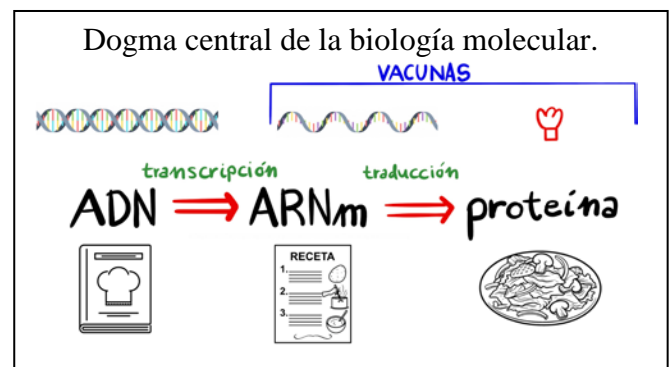 Dogma central de la biología molecular.
VACUNAS
transcripción
traducción
ADN ⇒ ARNm ⇒ proteína
RECETA
1.
2.
3.